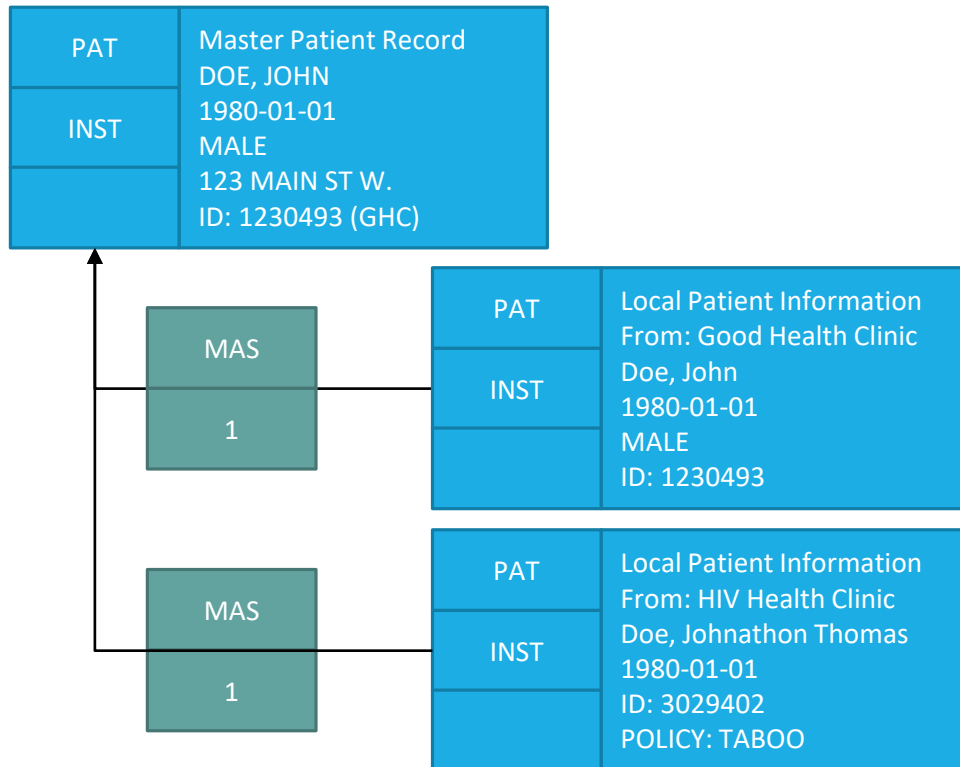 PAT
INST
Master Patient Record
DOE, JOHN
1980-01-01
MALE
123 MAIN ST W.
ID: 1230493 (GHC)
MAS
1
PAT
INST
Local Patient Information
From: Good Health Clinic
Doe, John
1980-01-01
MALE
ID: 1230493
MAS
1
PAT
INST
Local Patient Information
From: HIV Health Clinic
Doe, Johnathon Thomas
1980-01-01
ID: 3029402
POLICY: TABOO